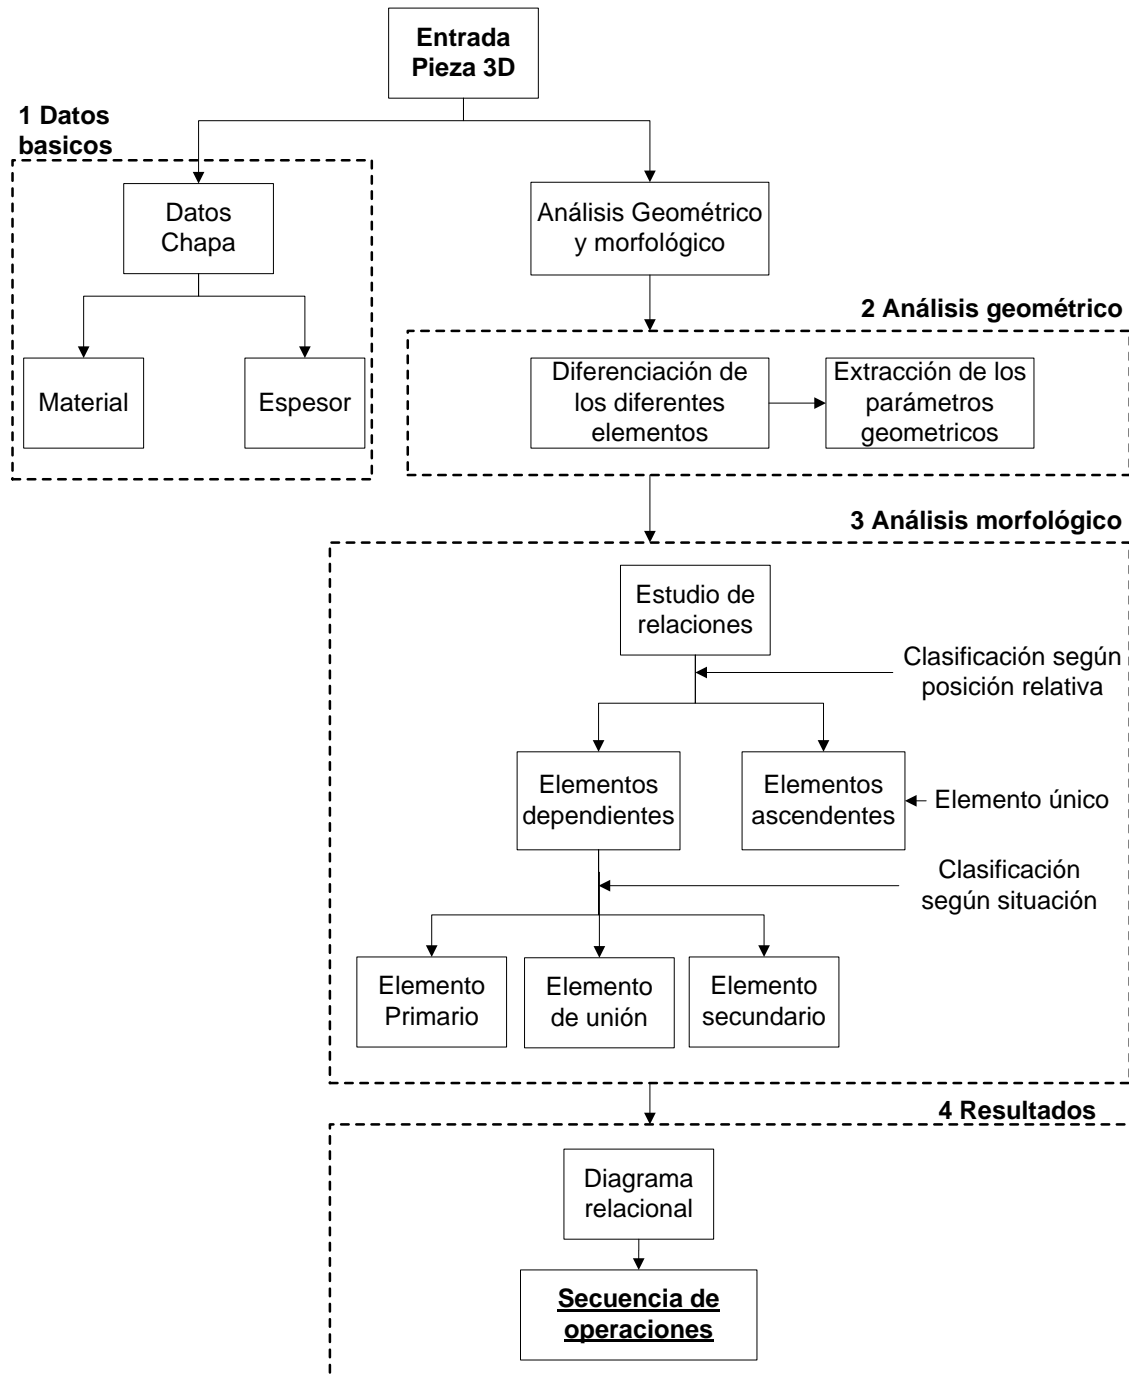 Entrada
Pieza 3D
1 Datos
basicos
Datos
Chapa
Análisis Geométrico
y morfológico
Material
Espesor
2 Análisis geométrico
Diferenciación de
los diferentes
elementos
Extracción de los
parámetros
geometricos
3 Análisis morfológico
Estudio de
relaciones
Clasificación según
posición relativa
Elementos
dependientes
Elementos
ascendentes
Elemento único
Clasificación
según situación
Elemento
Primario
Elemento
de unión
Elemento
secundario
4 Resultados
Diagrama
relacional
Secuencia de
operaciones